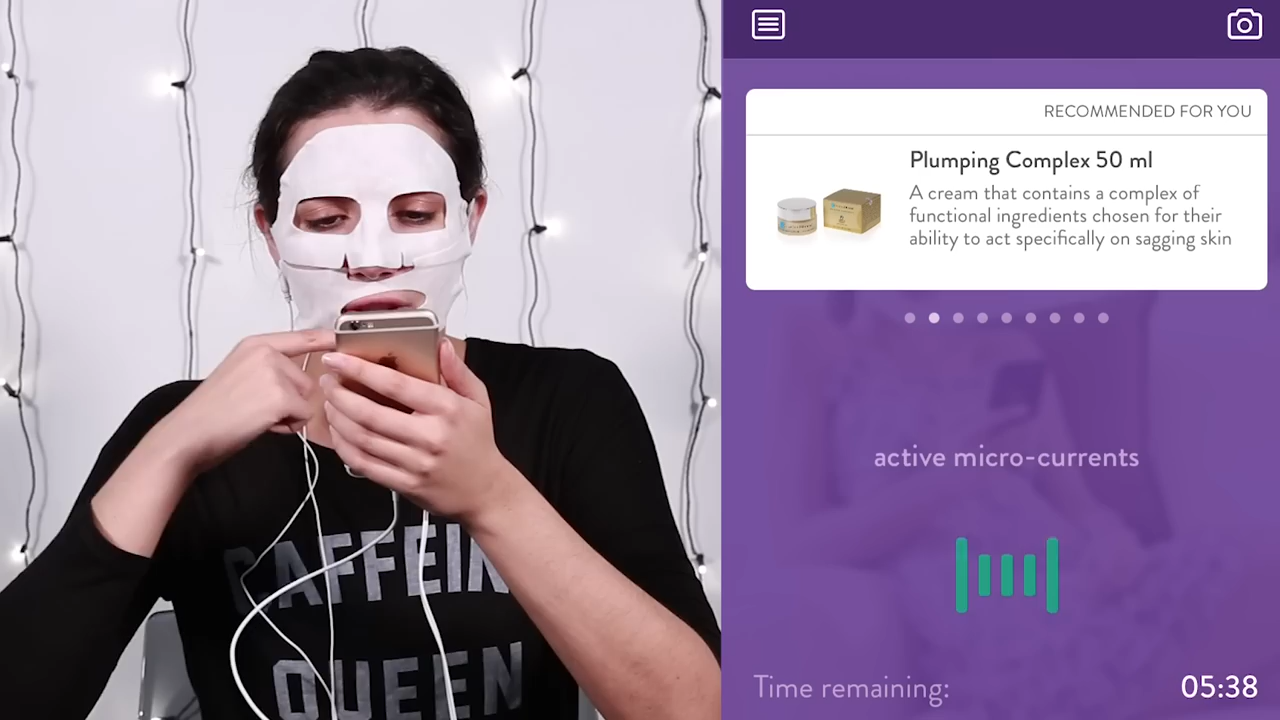 CAFFEINE
QUEEN
RECOMMENDED FOR YOU
Plumping Complex 50 ml
A cream that contains a complex of
functional ingredients chosen for their
ability to act specifically on sagging skin
active micro-currents
Time remaining:
05:38